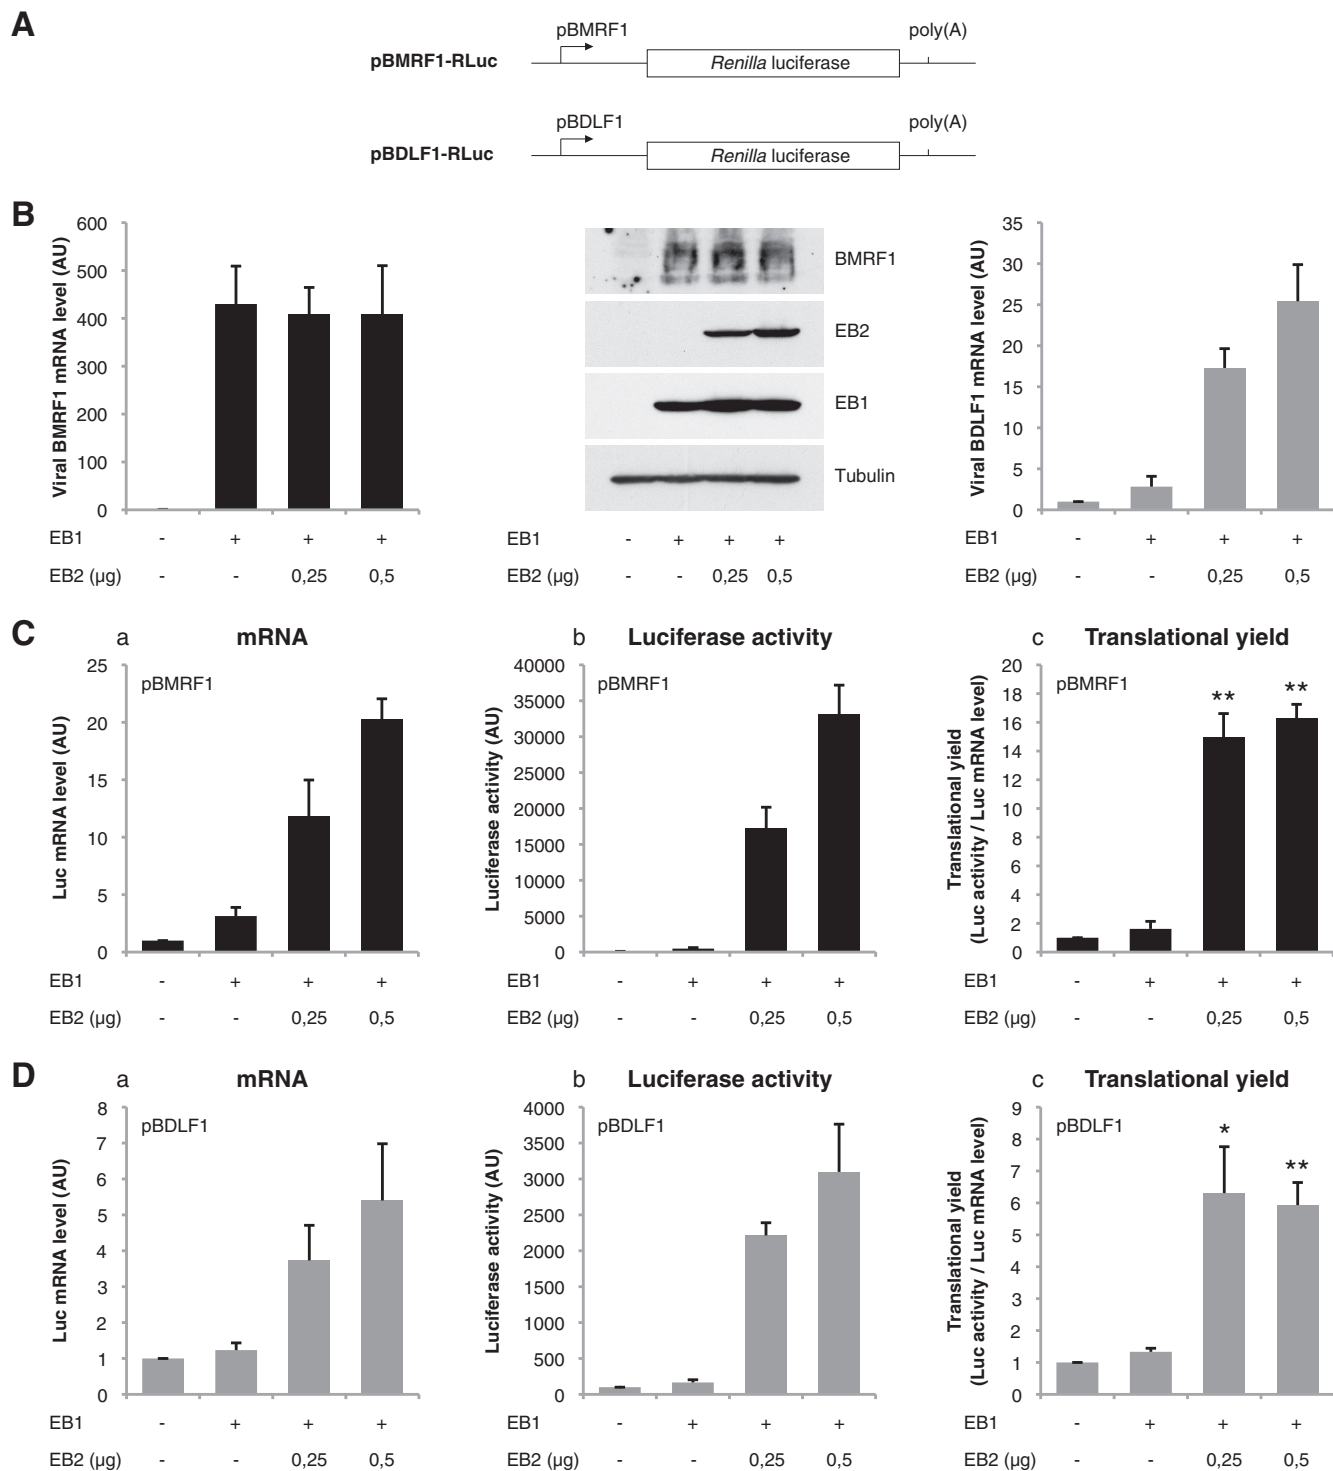 A
pBMRF1 poly(A)
pBMRF1-RLuc Renilla luciferase
pBDLF1 poly(A)
pBDLF1-RLuc Renilla luciferase
B
Viral BMRF1 mRNA level (AU)
600
500
400
300
200
100
0
EB1 - + + +
EB2 (µg) - - 0,25 0,5
BMRF1
EB2
EB1
Tubulin
EB1 - + + +
EB2 (µg) - - 0,25 0,5
Viral BDLF1 mRNA level (AU)
35
30
25
20
15
10
5
0
EB1 - + + +
EB2 (µg) - - 0,25 0,5
C
a mRNA
pBMRF1
Luc mRNA level (AU)
25
20
15
10
5
0
EB1 - + + +
EB2 (µg) - - 0,25 0,5
b Luciferase activity
pBMRF1
Luciferase activity (AU)
40000
35000
30000
25000
20000
15000
10000
5000
0
EB1 - + + +
EB2 (µg) - - 0,25 0,5
c Translational yield
pBMRF1
Translational yield
(Luc activity / Luc mRNA level)
20
18
16
14
12
10
8
6
4
2
0
** **
EB1 - + + +
EB2 (µg) - - 0,25 0,5
D
a mRNA
pBDLF1
Luc mRNA level (AU)
8
7
6
5
4
3
2
1
0
EB1 - + + +
EB2 (µg) - - 0,25 0,5
b Luciferase activity
pBDLF1
Luciferase activity (AU)
4000
3500
3000
2500
2000
1500
1000
500
0
EB1 - + + +
EB2 (µg) - - 0,25 0,5
c Translational yield
pBDLF1
Translational yield
(Luc activity / Luc mRNA level)
9
8
7
6
5
4
3
2
1
0
* **
EB1 - + + +
EB2 (µg) - - 0,25 0,5